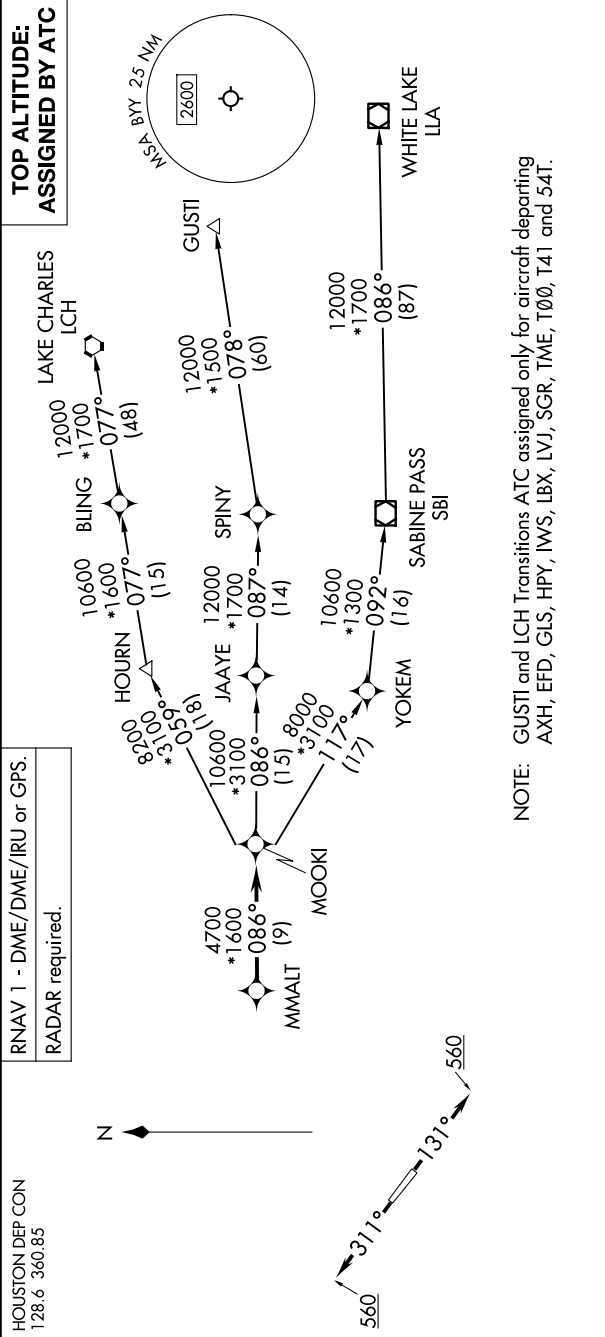 HOUSTON DEP CON
128.6 360.85
RNAV 1 - DME/DME/IRU or GPS.
RADAR required.
TOP ALTITUDE:
ASSIGNED BY ATC
MSA BYY 25 NM
2600
N
LAKE CHARLES
LCH
12000
*1700
077°
(48)
BLING
10600
*1600
077°
(15)
HOURN
8200
*3100
059°
(18)
GUSTI
12000
*1500
078°
(60)
SPINY
12000
*1700
087°
(14)
JAAYE
10600
*3100
086°
(15)
MOOKI
4700
*1600
086°
(9)
MMALT
8000
*3100
117°
(17)
YOKEM
10600
*1300
092°
(16)
SABINE PASS
SBI
12000
*1700
086°
(87)
WHITE LAKE
LLA
560
311°
131°
560
NOTE: GUSTI and LCH Transitions ATC assigned only for aircraft departing
AXH, EFD, GLS, HPY, IWS, LBX, LVJ, SGR, TME, TØØ, T41 and 54T.